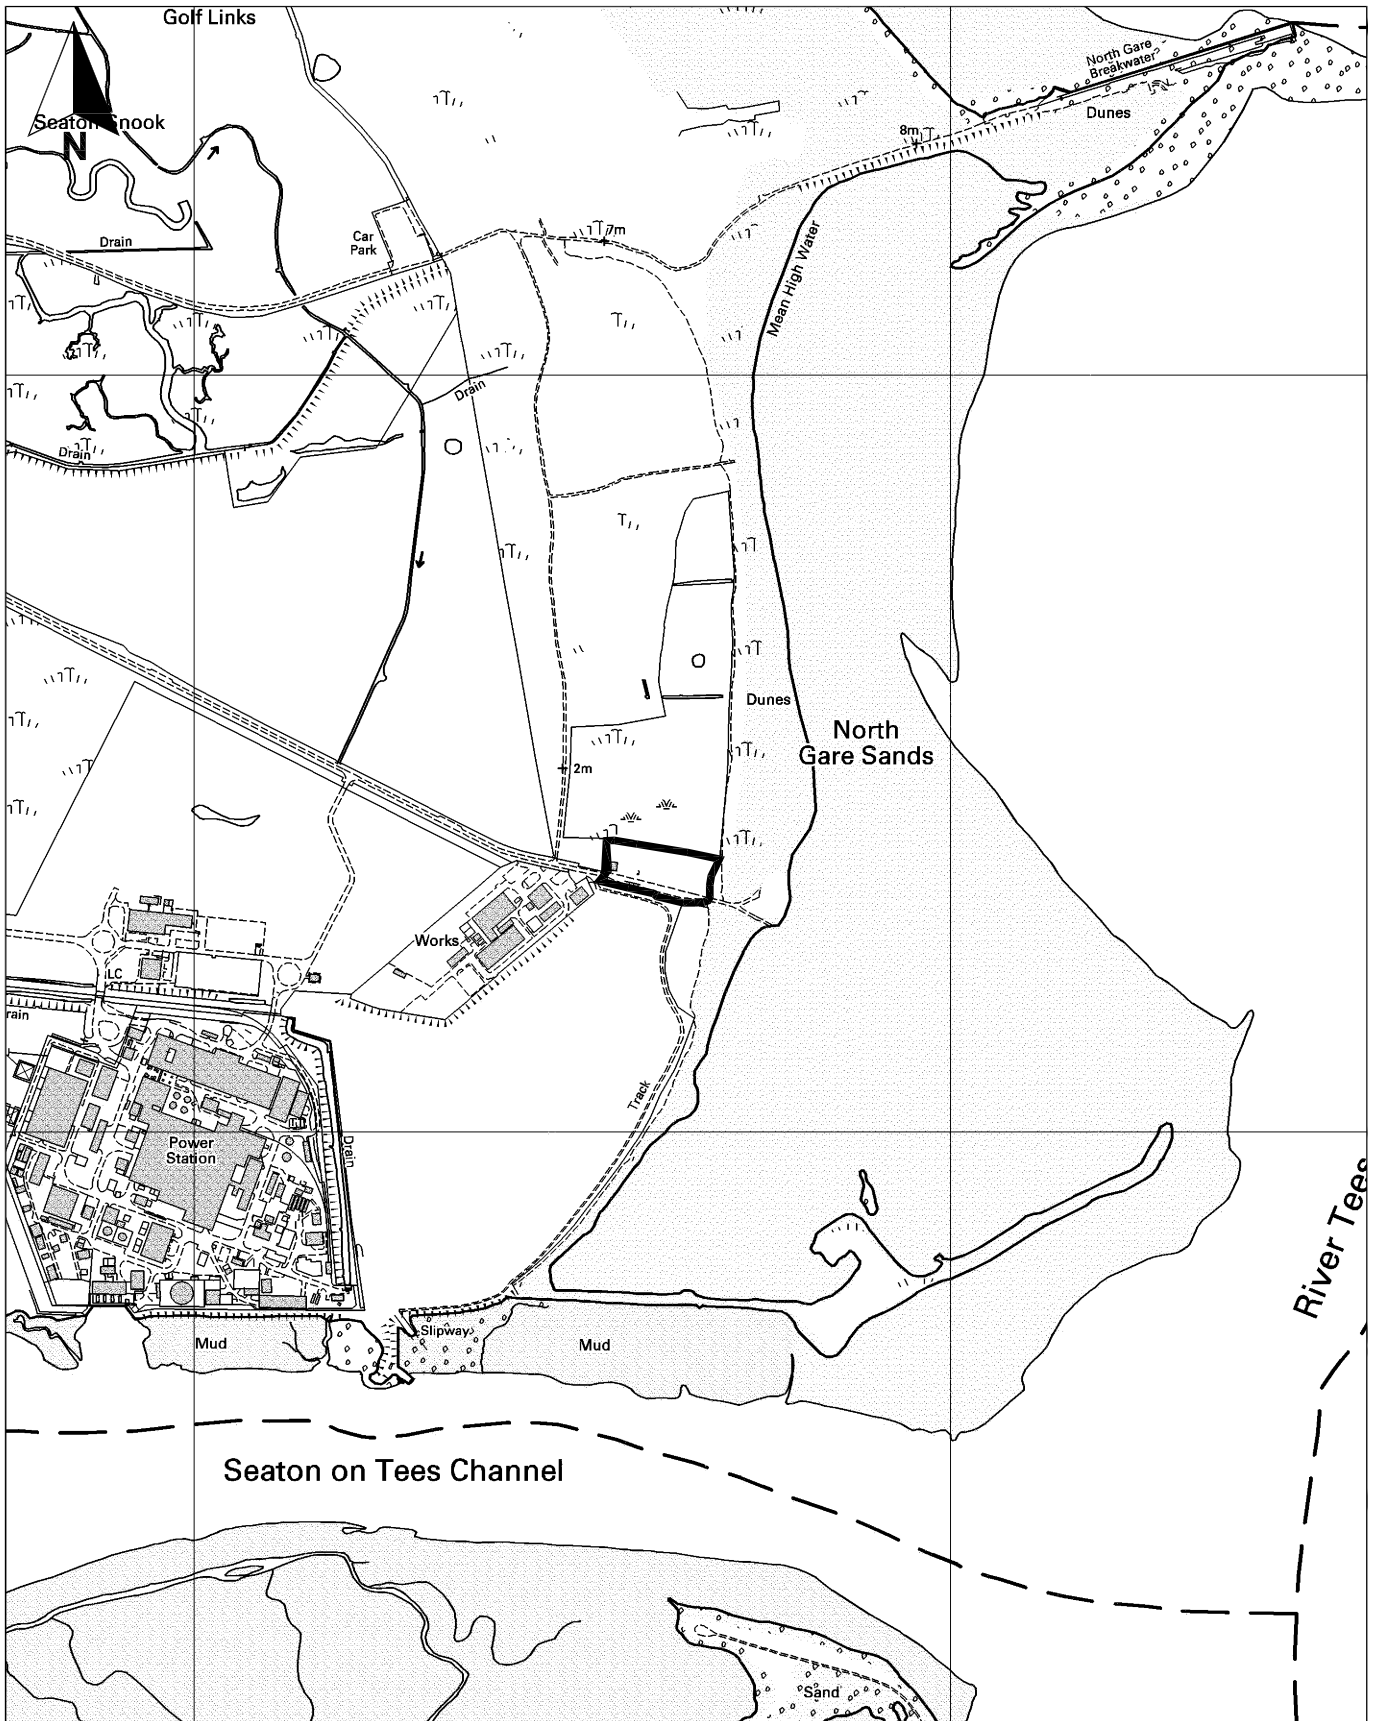 Golf Links
North Gare
Breakwater
Seaton Snook
N
Dunes
8m
Drain
Car
Park
7m
Mean High Water
Drain
Drain
Dunes
North
Gare Sands
2m
Works
LC
rain
Track
Power
Station
Drain
River Tees
Slipway
Mud
Mud
Seaton on Tees Channel
Sand